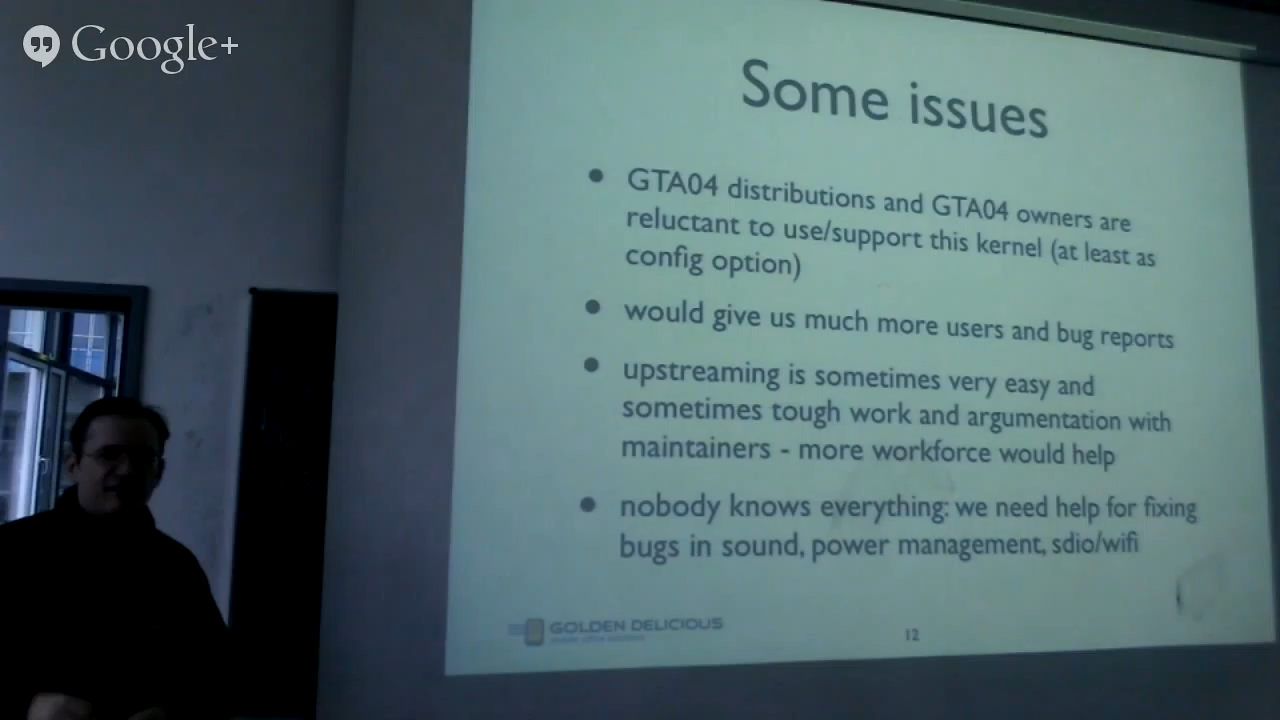 Google+
Some issues
• GTA04 distributions and GTA04 owners are
reluctant to use/support this kernel (at least as
config option)
• would give us much more users and bug reports
• upstreaming is sometimes very easy and
sometimes tough work and argumentation with
maintainers - more workforce would help
• nobody knows everything: we need help for fixing
bugs in sound, power management, sdio/wifi
GOLDEN DELICIOUS
12